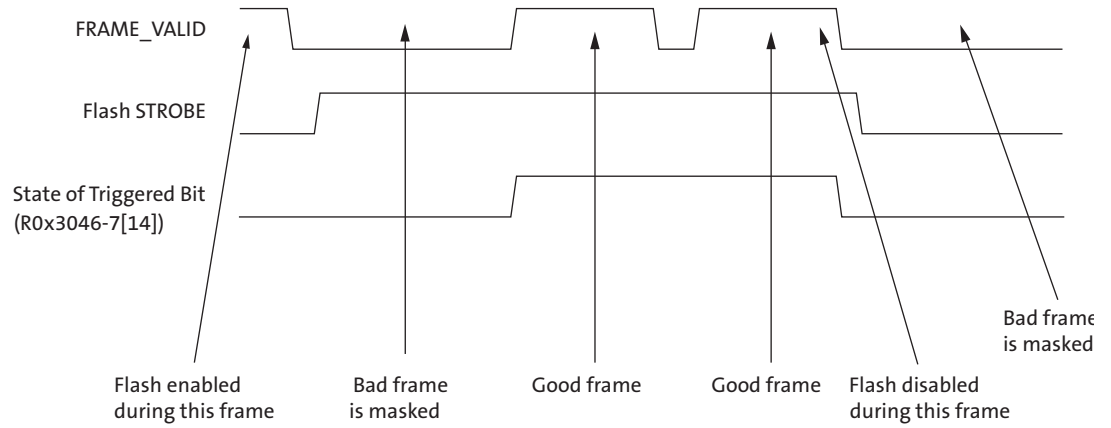 FRAME_VALID
Flash STROBE
State of Triggered Bit
(R0x3046-7[14])
Flash enabled
during this frame
Bad frame
is masked
Good frame
Good frame
Flash disabled
during this frame
Bad frame
is masked